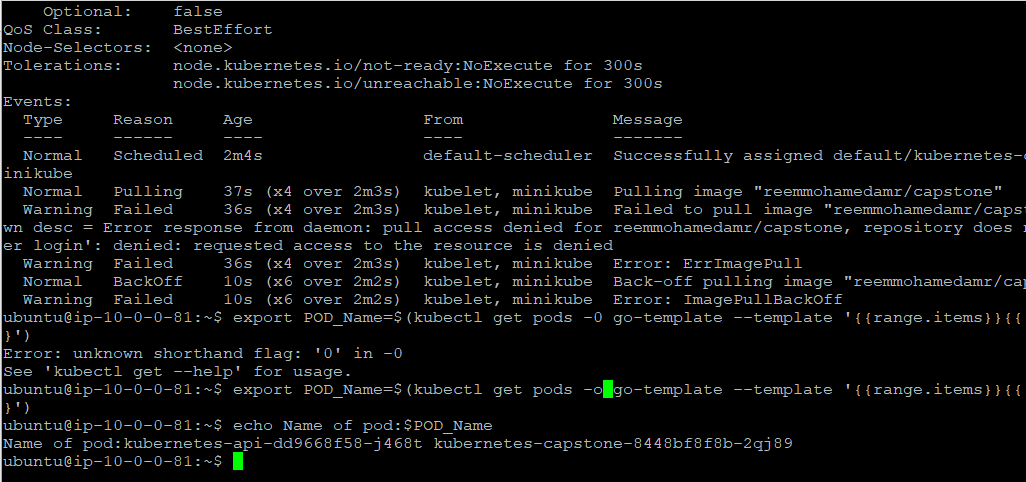 Optional: false
QoS Class: BestEffort
Node-Selectors: <none>
Tolerations: node.kubernetes.io/not-ready:NoExecute for 300s
node.kubernetes.io/unreachable:NoExecute for 300s
Events:
Type Reason Age From Message
---- ------ ---- ---- -------
Normal Scheduled 2m4s default-scheduler Successfully assigned default/kubernetes-
inikube
Normal Pulling 37s (x4 over 2m3s) kubelet, minikube Pulling image "reemmohamedamr/capstone"
Warning Failed 36s (x4 over 2m3s) kubelet, minikube Failed to pull image "reemmohamedamr/capst
wn desc = Error response from daemon: pull access denied for reemmohamedamr/capstone, repository does
er login': denied: requested access to the resource is denied
Warning Failed 36s (x4 over 2m3s) kubelet, minikube Error: ErrImagePull
Normal BackOff 10s (x6 over 2m2s) kubelet, minikube Back-off pulling image "reemmohamedamr/cap
Warning Failed 10s (x6 over 2m2s) kubelet, minikube Error: ImagePullBackOff
ubuntu@ip-10-0-0-81:~$ export POD_Name=$(kubectl get pods -0 go-template --template '{{range.items}}{{
}')
Error: unknown shorthand flag: '0' in -0
See 'kubectl get --help' for usage.
ubuntu@ip-10-0-0-81:~$ export POD_Name=$(kubectl get pods -o go-template --template '{{range.items}}{{
}')
ubuntu@ip-10-0-0-81:~$ echo Name of pod:$POD_Name
Name of pod:kubernetes-api-dd9668f58-j468t kubernetes-capstone-8448bf8f8b-2qj89
ubuntu@ip-10-0-0-81:~$